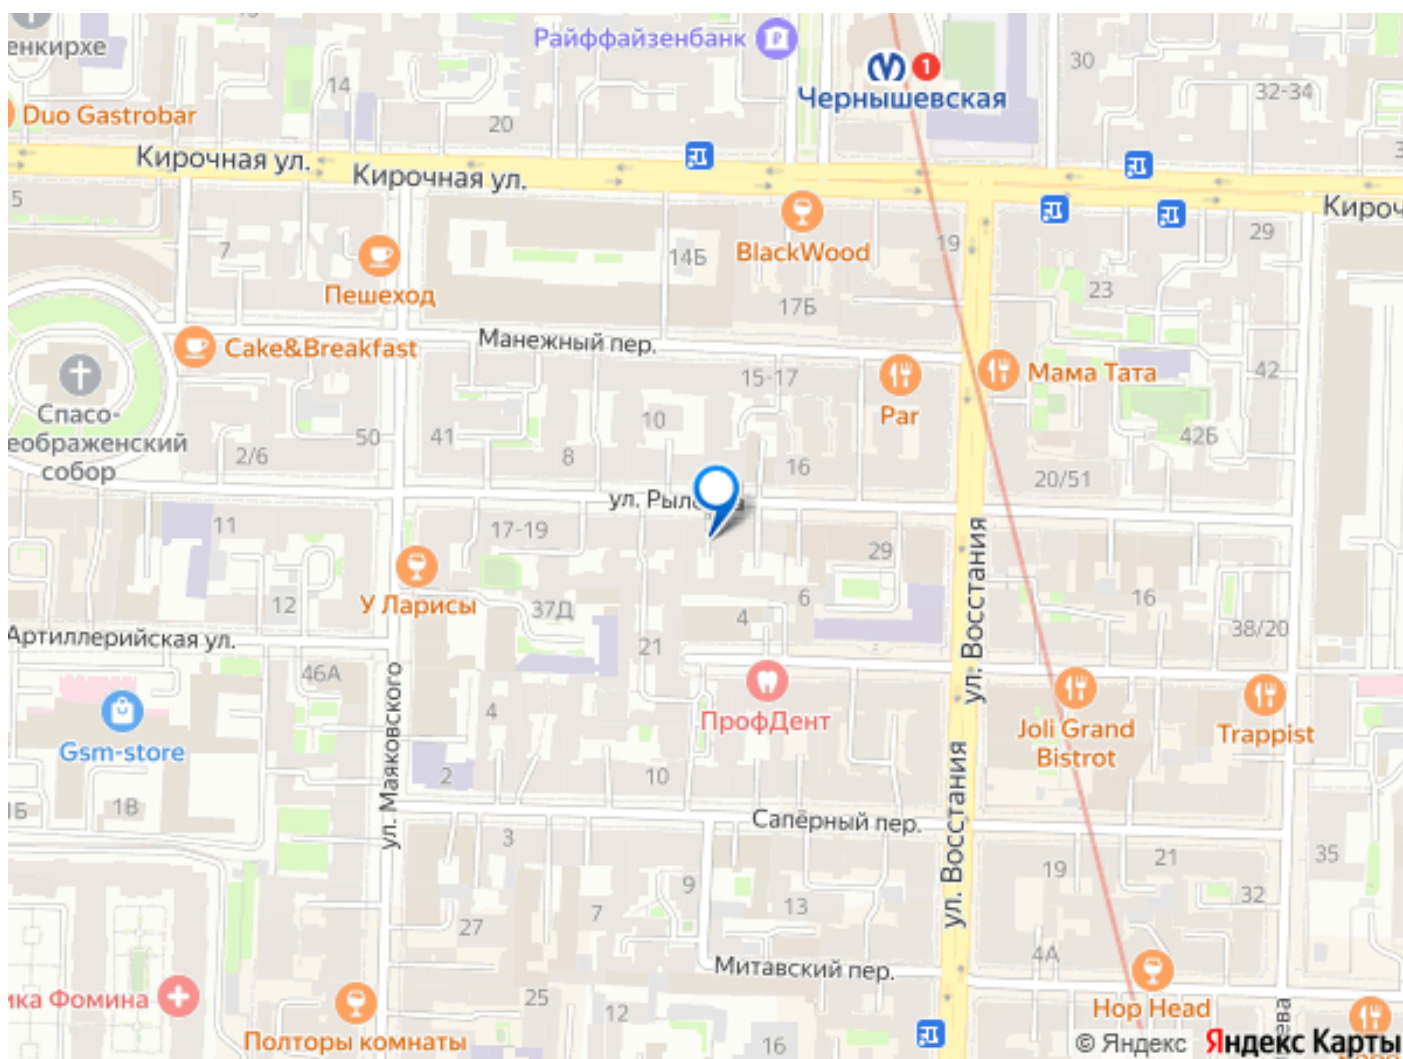 енкирхе
Райффайзенбанк
1
Чернышевская
30
32-34
14
Duo Gastrobar
20
Кирочная ул.
Кирочная ул.
3
5
Кироч
7
Пешеход
14Б
BlackWood
19
29
23
17Б
Манежный пер.
Cake&Breakfast
15-17
Par
Мама Тата
42
Спасо-
еображенский
собор
2/6
50
41
8
10
16
20/51
42Б
ул. Рыл
а
11
17-19
29
У Ларисы
12
37Д
4
6
16
38/20
Артиллерийская ул.
21
46А
ул. Восстания
ПрофДент
Joli Grand
Bistrot
Trappist
Gsm-store
4
ул. Маяковского
2
10
1В
Б
Сапёрный пер.
3
ул. Восстания
19
21
35
9
32
7
13
27
4А
Митавский пер.
ика Фомина
25
Hop Head
Полторы комнаты
12
16
ева
© Яндекс
Яндекс Карты